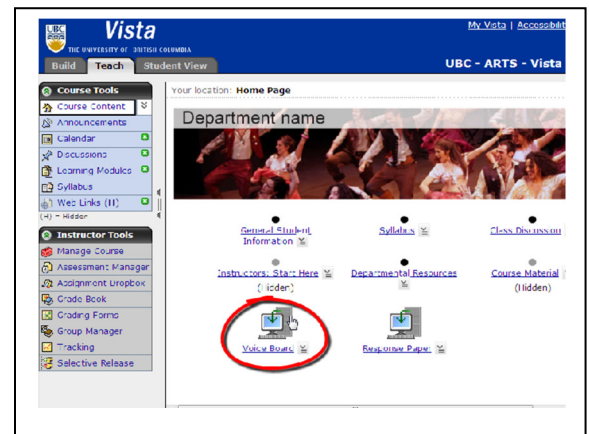 UBC
Vista
THE UNIVERSITY OF BRITISH COLUMBIA
My Vista | Accessibilit
Build Teach Student View
UBC - ARTS - Vista
Course Tools
Course Content
Announcements
Calendar
Discussions
Learning Modules
Syllabus
Web Links (H)
(H) = Hidden
Instructor Tools
Manage Course
Assessment Manager
Assignment Dropbox
Grade Book
Grading Forms
Group Manager
Tracking
Selective Release
Your location: Home Page
Department name
General Student
Information
Syllabus
Class Discussion
Instructors: Start Here
(Hidden)
Departmental Resources
Course Material
(Hidden)
Voice Board
Response Paper